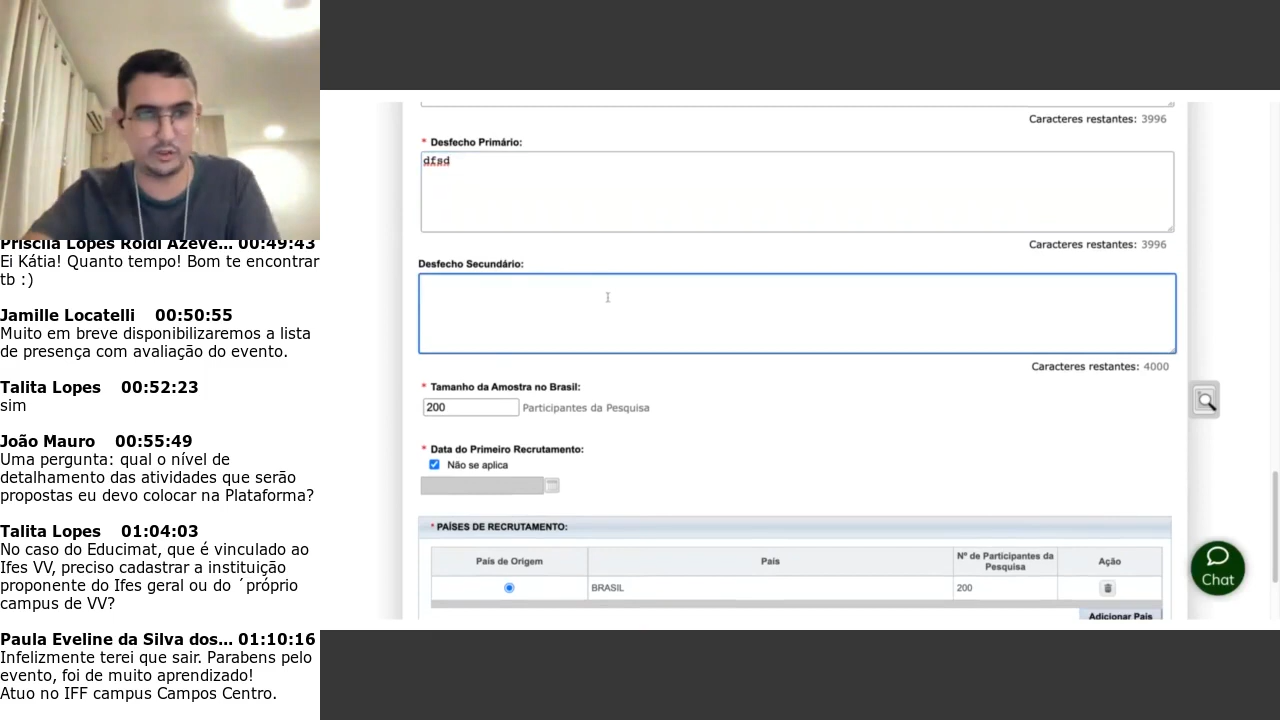 Priscila Lopes Roldi Azeve... 00:49:43
Ei Kátia! Quanto tempo! Bom te encontrar
tb :)
Jamille Locatelli 00:50:55
Muito em breve disponibilizaremos a lista
de presença com avaliação do evento.
Talita Lopes 00:52:23
sim
João Mauro 00:55:49
Uma pergunta: qual o nível de
detalhamento das atividades que serão
propostas eu devo colocar na Plataforma?
Talita Lopes 01:04:03
No caso do Educimat, que é vinculado ao
Ifes VV, preciso cadastrar a instituição
proponente do Ifes geral ou do ´próprio
campus de VV?
Paula Eveline da Silva dos... 01:10:16
Infelizmente terei que sair. Parabens pelo
evento, foi de muito aprendizado!
Atuo no IFF campus Campos Centro.
Caracteres restantes: 3996
* Desfecho Primário:
dfsd
Caracteres restantes: 3996
Desfecho Secundário:
Caracteres restantes: 4000
* Tamanho da Amostra no Brasil:
200 Participantes da Pesquisa
* Data do Primeiro Recrutamento:
Não se aplica
* PAÍSES DE RECRUTAMENTO:
País de Origem País Nº de Participantes da Pesquisa Ação
BRASIL 200
Adicionar País
Chat